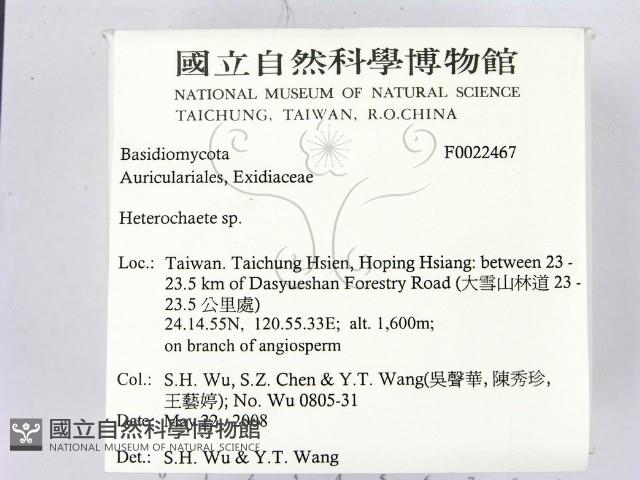 國立自然科學博物館
NATIONAL MUSEUM OF NATURAL SCIENCE
TAICHUNG, TAIWAN, R.O.CHINA
Basidiomycota F0022467
Auriculariales, Exidiaceae
Heterochaete sp.
Loc.: Taiwan. Taichung Hsien, Hoping Hsiang: between 23 -
23.5 km of Dasyueshan Forestry Road (大雪山林道 23 -
23.5 公里處)
24.14.55N, 120.55.33E; alt. 1,600m;
on branch of angiosperm
Col.: S.H. Wu, S.Z. Chen & Y.T. Wang(吳聲華, 陳秀珍,
王藝婷); No. Wu 0805-31
Date: May 22, 2008
國立自然科學博物館
NATIONAL MUSEUM OF NATURAL SCIENCE
Det.: S.H. Wu & Y.T. Wang